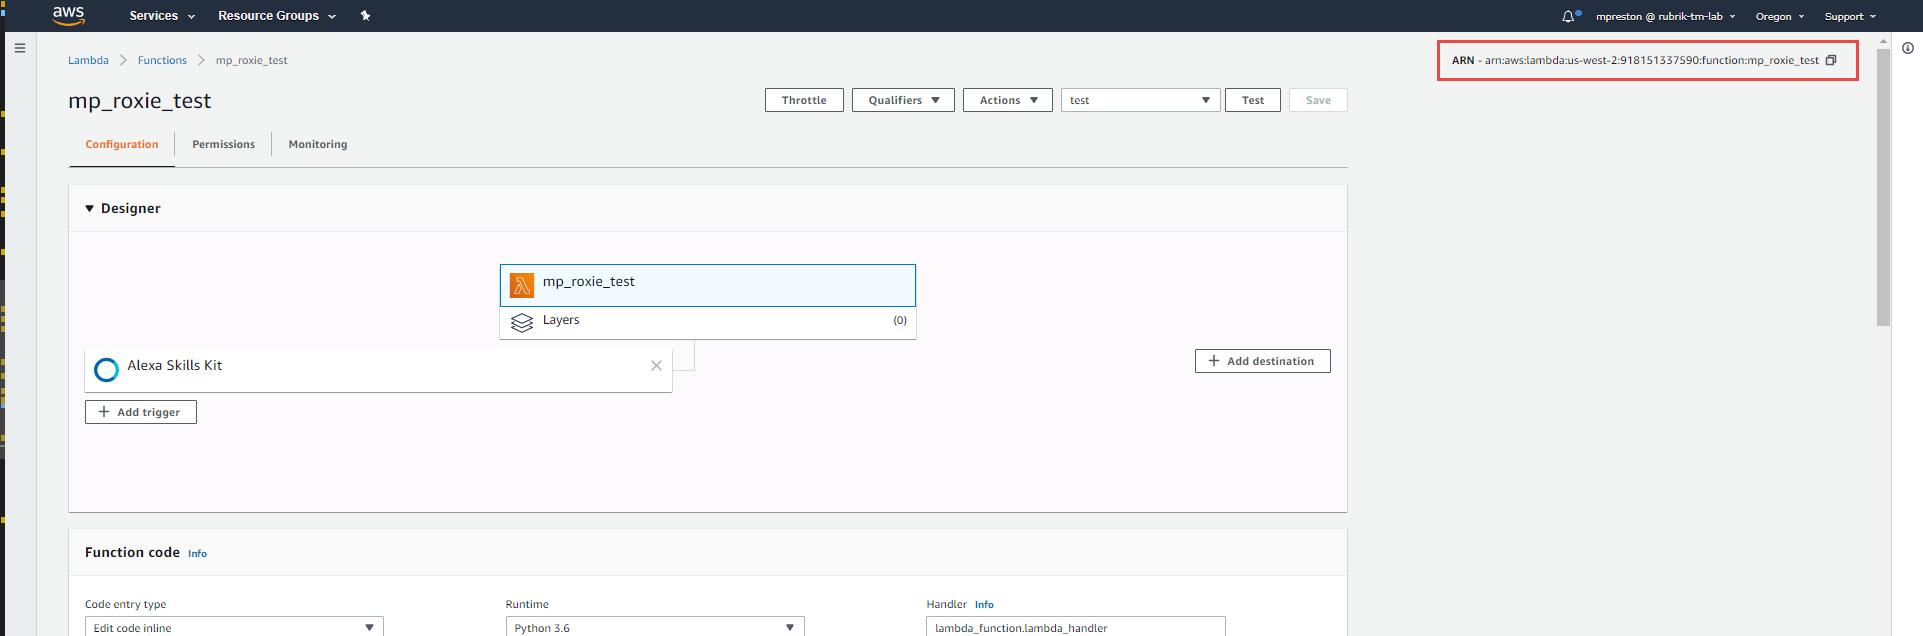 aws Services Resource Groups mpreston @ rubrik-tm-lab Oregon Support
Lambda Functions mp_roxie_test ARN - arn:aws:lambda:us-west-2:918151337590:function:mp_roxie_test
mp_roxie_test Throttle Qualifiers Actions test Test Save
Configuration Permissions Monitoring
Designer
mp_roxie_test
Layers (0)
Alexa Skills Kit
Add destination
Add trigger
Function code Info
Code entry type Runtime Handler Info
Edit code inline Python 3.6 lambda_function.lambda_handler